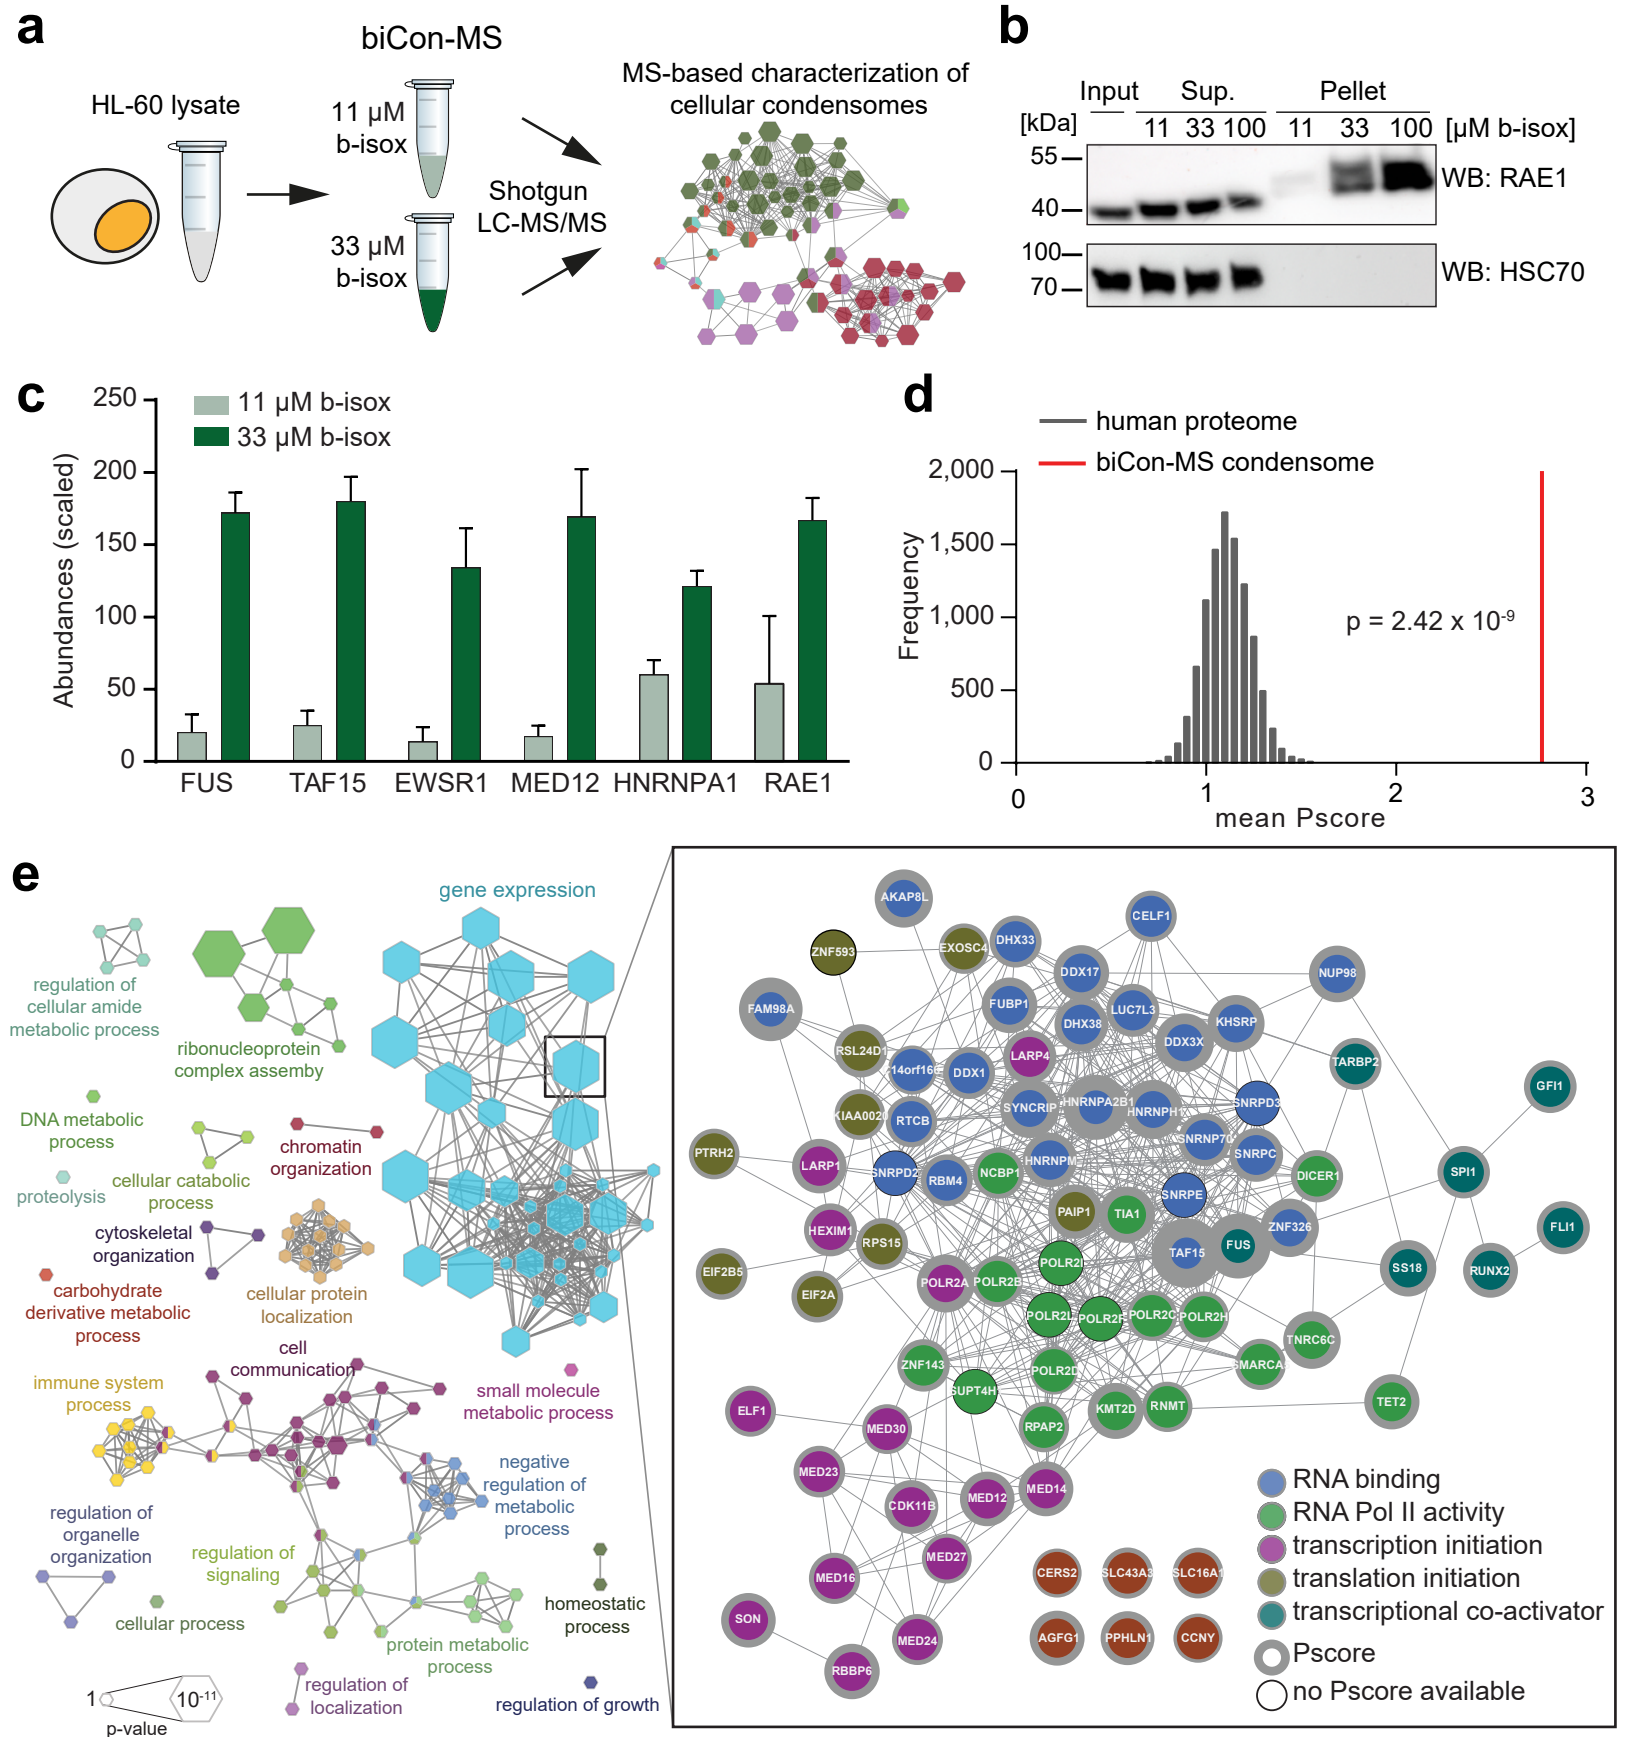 a
biCon-MS
HL-60 lysate
11 µM
b-isox
33 µM
b-isox
Shotgun
LC-MS/MS
MS-based characterization of
cellular condensomes
b
Input Sup. Pellet
[kDa] 11 33 100 11 33 100 [µM b-isox]
55
40
WB: RAE1
100
70
WB: HSC70
c
11 µM b-isox
33 µM b-isox
Abundances (scaled)
250
200
150
100
50
0
FUS TAF15 EWSR1 MED12 HNRNPA1 RAE1
d
human proteome
biCon-MS condensome
Frequency
2,000
1,500
1,000
500
0
p = 2.42 x 10-9
0 1 2 3
mean Pscore
e
gene expression
regulation of
cellular amide
metabolic process
ribonucleoprotein
complex assemby
DNA metabolic
process
chromatin
organization
cellular catabolic
process
proteolysis
cytoskeletal
organization
carbohydrate
derivative metabolic
process
cellular protein
localization
cell
communication
immune system
process
small molecule
metabolic process
negative
regulation of
metabolic
process
regulation of
organelle
organization
regulation of
signaling
cellular process
homeostatic
process
protein metabolic
process
regulation of
localization
regulation of growth
1 10-11
p-value
AKAP8L
CELF1
ZNF593
EXOSC4
DHX33
DDX17
NUP98
FAM98A
FUBP1
LUC7L3
DHX38
KHSRP
DDX3X
RSL24D1
LARP4
TARBP2
14orf166
DDX1
GFI1
KIAA0020
RTCB
SYNCRIP
HNRNPA2B1
HNRNPH1
SNRPD3
SNRNP70
SNRPC
PTRH2
LARP1
SNRPD2
RBM4
NCBP1
HNRNPM
DICER1
SPI1
SNRPE
PAIP1
TIA1
HEXIM1
RPS15
ZNF326
TAF15
FUS
FLI1
EIF2B5
EIF2A
POLR2A
POLR2B
POLR2I
SS18
RUNX2
POLR2L
POLR2F
POLR2C
POLR2H
TNRC6C
ZNF143
POLR2D
SMARCA
SUPT4H
KMT2D
RNMT
TET2
ELF1
MED30
RPAP2
MED23
CDK11B
MED12
MED14
MED27
MED16
SON
MED24
RBBP6
CERS2
SLC43A3
SLC16A1
AGFG1
PPHLN1
CCNY
RNA binding
RNA Pol II activity
transcription initiation
translation initiation
transcriptional co-activator
Pscore
no Pscore available